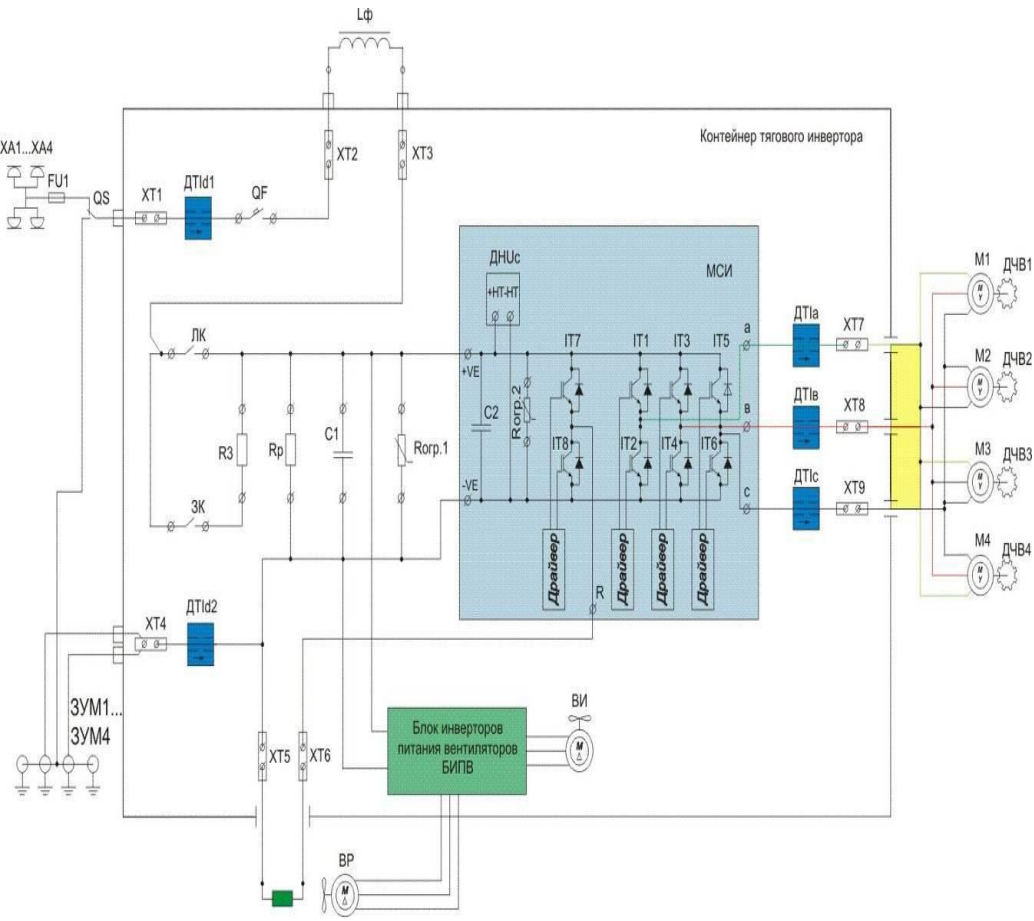 Lф
Контейнер тягового инвертора
ХА1...ХА4
FU1
QS
ХТ1
ДТId1
QF
ХТ2
ХТ3
МСИ
ДНUс
+НТ-НТ
М1
ДЧВ1
M
Y
ЛК
+VE
С2
Rогр.2
IT7
IT1
IT3
IT5
а
ДТIа
ХТ7
М2
ДЧВ2
M
Y
R3
Rр
С1
Rогр.1
IT8
IT2
IT4
IT6
в
ДТIв
ХТ8
ЗК
-VE
с
ДТIс
ХТ9
М3
ДЧВ3
M
Y
Драйвер
Драйвер
Драйвер
Драйвер
R
М4
ДЧВ4
M
Y
ХТ4
ДТId2
ЗУМ1...
ЗУМ4
ХТ5
ХТ6
Блок инверторов
питания вентиляторов
БИПВ
ВИ
M
Δ
ВР
M
Δ